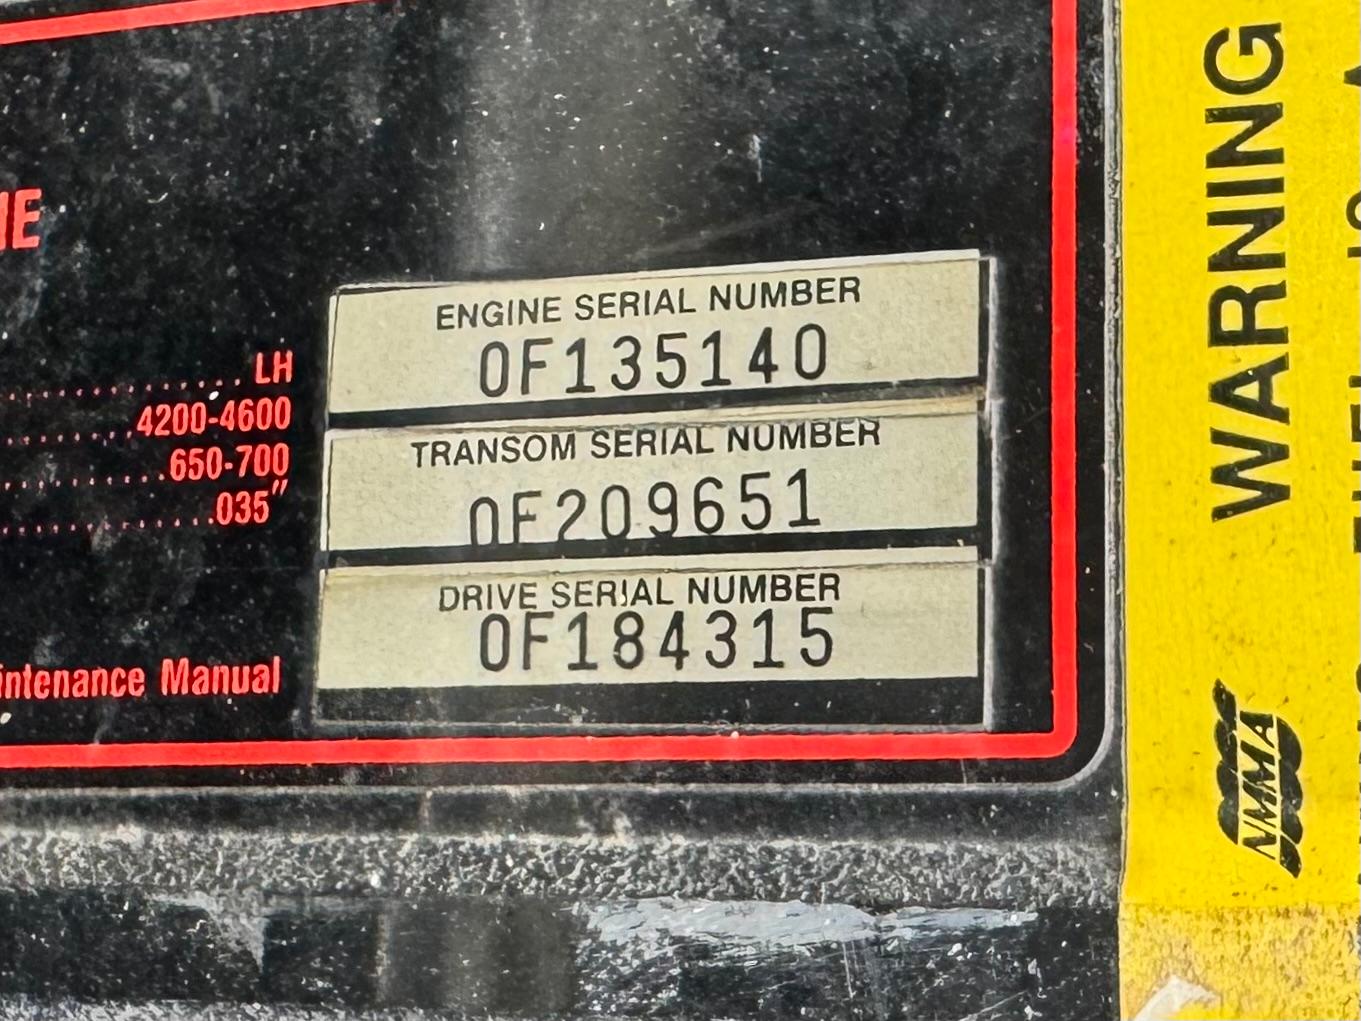 ENGINE SERIAL NUMBER
0F135140
LH
4200-4600
TRANSOM SERIAL NUMBER
650-700
.035"
0F209651
DRIVE SERIAL NUMBER
0F184315
Manual
WARNING
NMMA